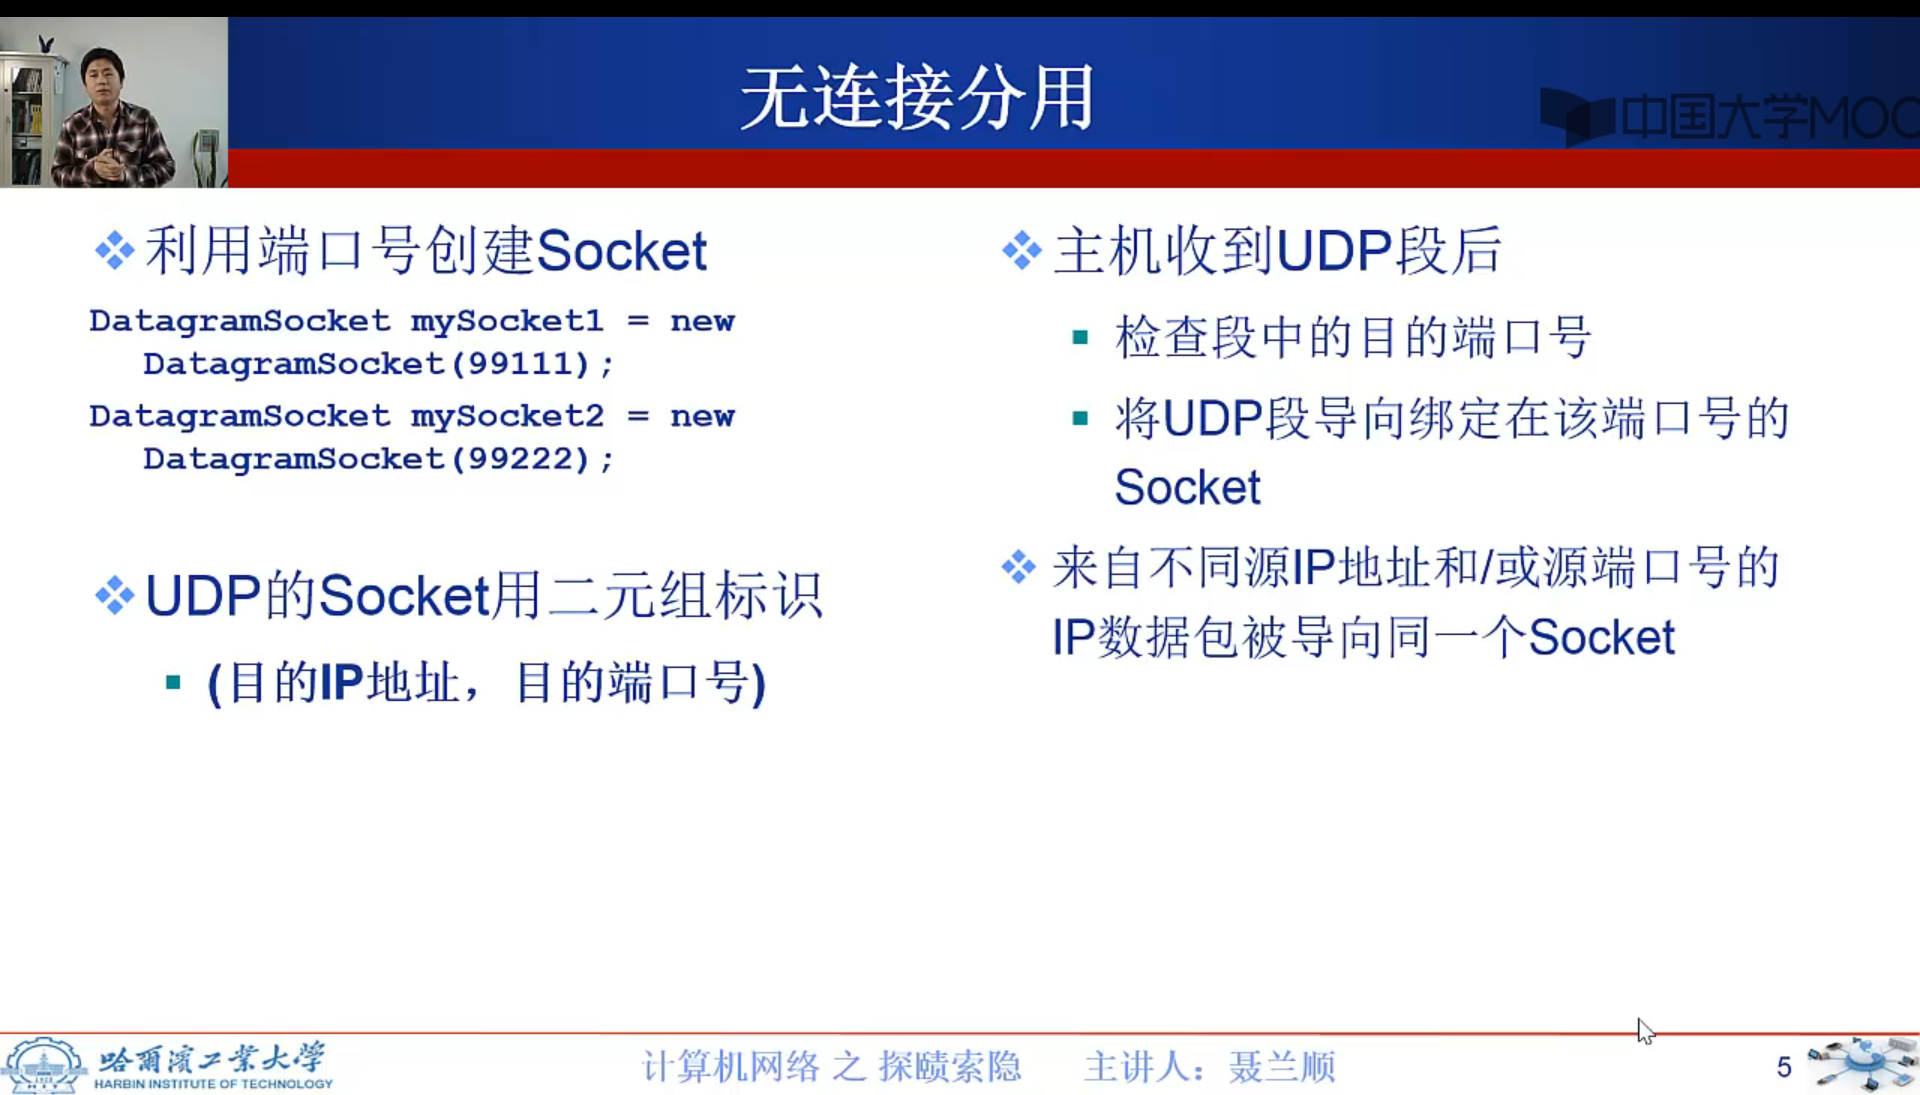 无连接分用
中国大学MOO
利用端口号创建Socket
DatagramSocket mySocket1 = new
DatagramSocket(99111);
DatagramSocket mySocket2 = new
DatagramSocket(99222);
UDP的Socket用二元组标识
(目的IP地址，目的端口号)
主机收到UDP段后
检查段中的目的端口号
将UDP段导向绑定在该端口号的
Socket
来自不同源IP地址和/或源端口号的
IP数据包被导向同一个Socket
哈爾濱工業大學
HARBIN INSTITUTE OF TECHNOLOGY
计算机网络 之 探赜索隐 主讲人：聂兰顺
5